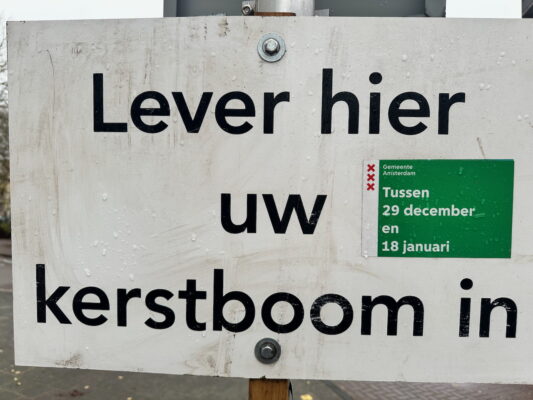 Lever hier
uw
kerstboom in
Gemeente
Amsterdam
Tussen
29 december
en
18 januari